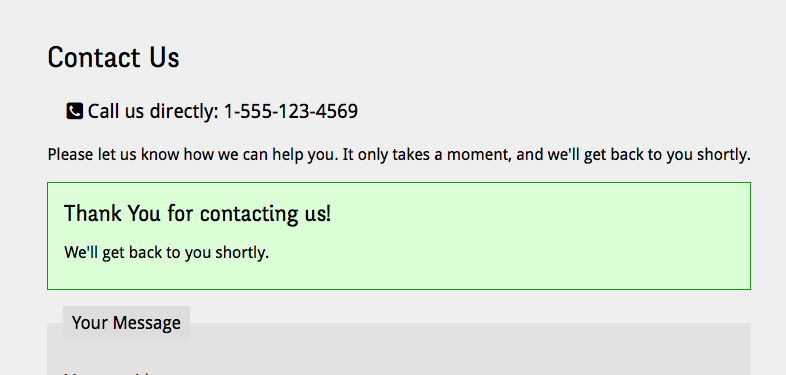 Contact Us
Call us directly: 1-555-123-4569
Please let us know how we can help you. It only takes a moment, and we'll get back to you shortly.
Thank You for contacting us!
We'll get back to you shortly.
Your Message